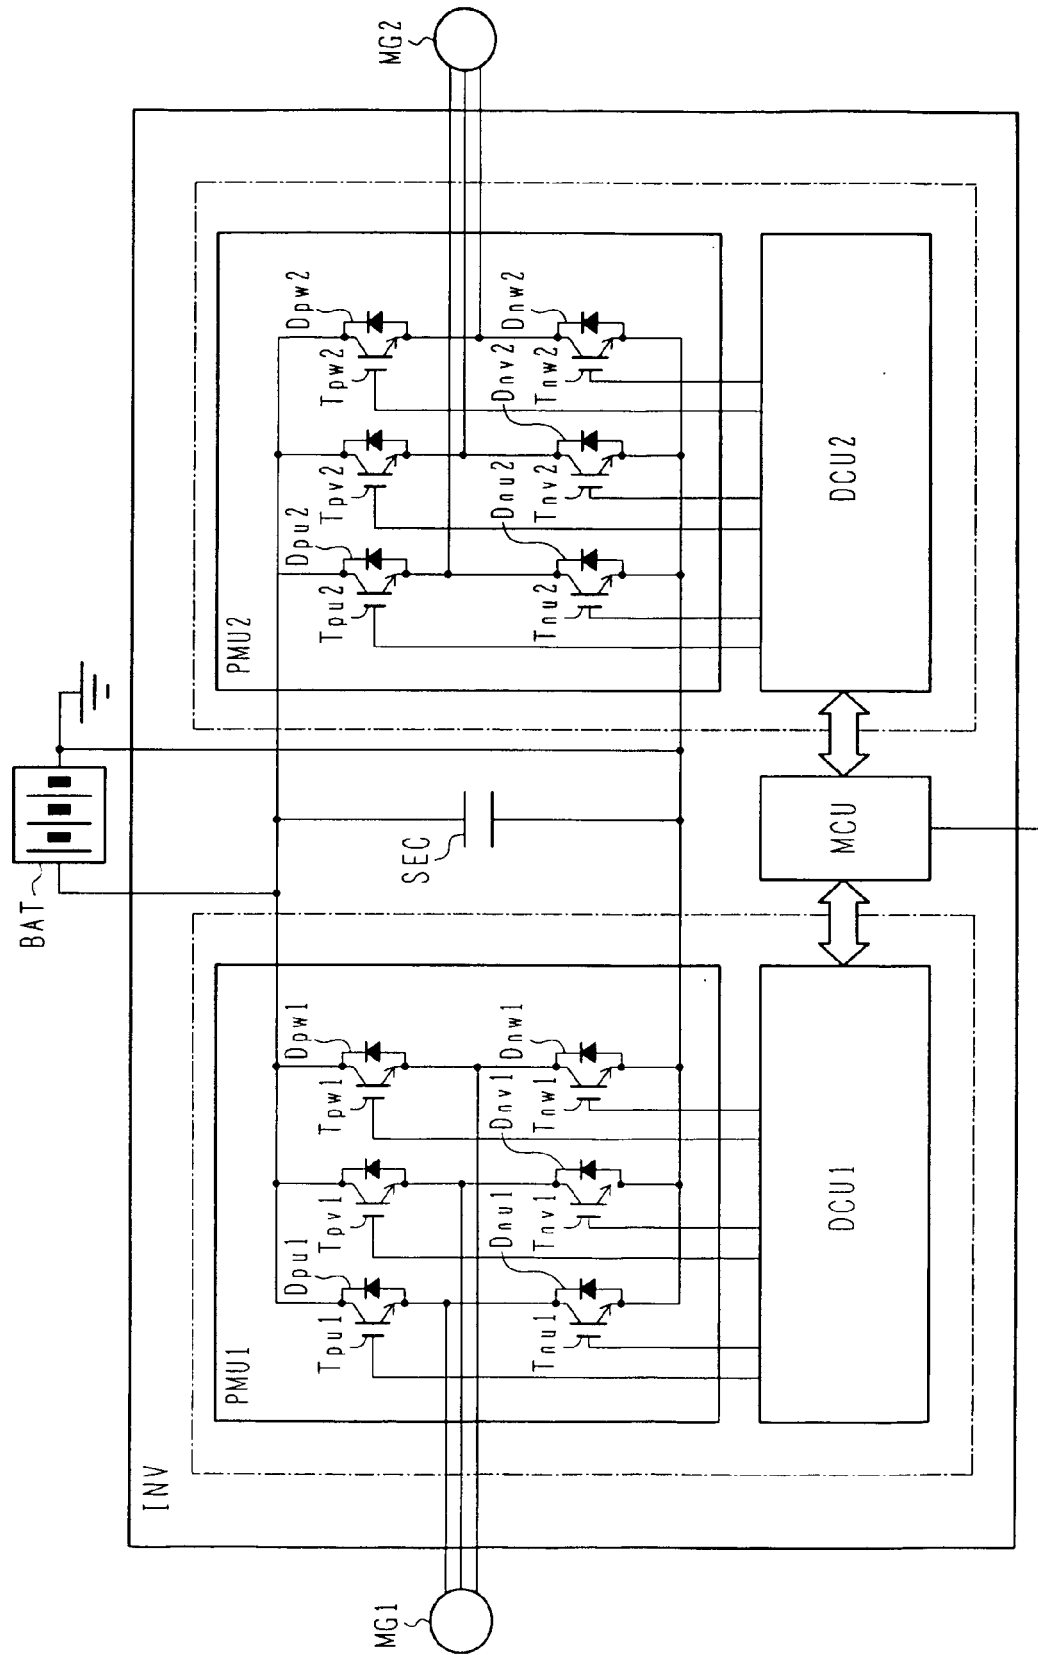 MG2
BAT
INV
PMU2
Dpw2
Tpw2
Tpv2
Dpu2
Tpu2
Dnw2
Tnw2
Dnv2
Tnv2
Dnu2
Tnu2
DCU2
SEC
MCU
PMU1
Dpw1
Tpw1
Tpv1
Dpu1
Tpu1
Dnw1
Tnw1
Dnv1
Tnv1
Dnu1
Tnu1
DCU1
MG1